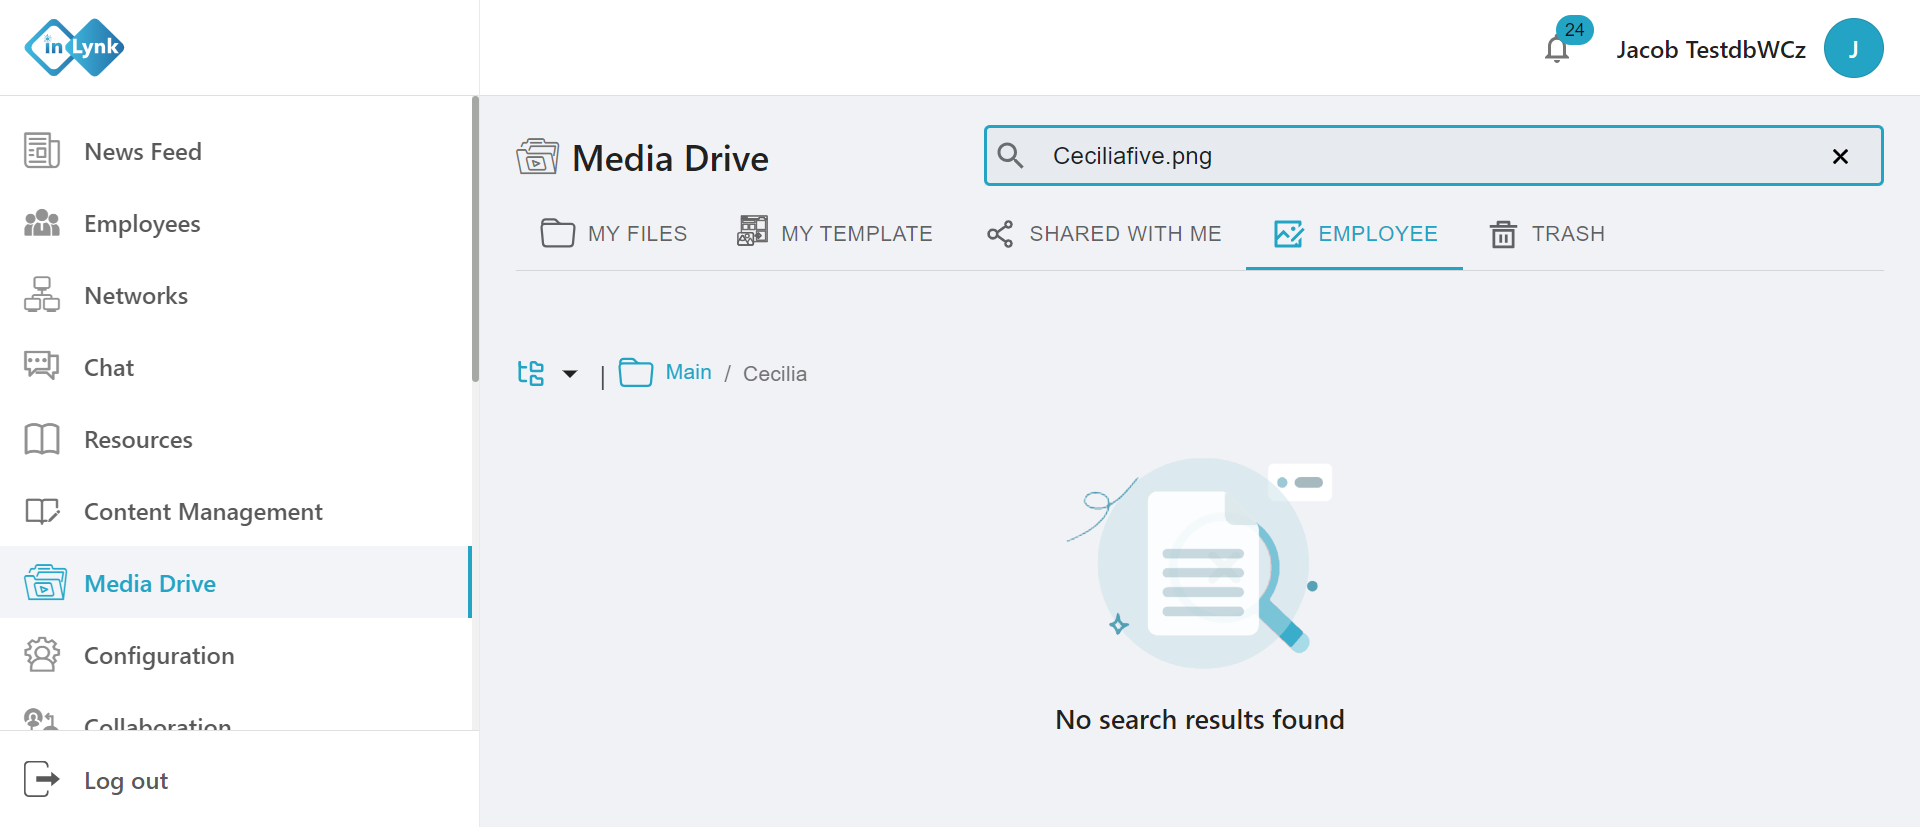 inLynk
24
Jacob TestdbWCz
J
News Feed
Employees
Networks
Chat
Resources
Content Management
Media Drive
Configuration
Collaboration
Log out
Media Drive
Ceciliafive.png
MY FILES
MY TEMPLATE
SHARED WITH ME
EMPLOYEE
TRASH
| Main / Cecilia
No search results found